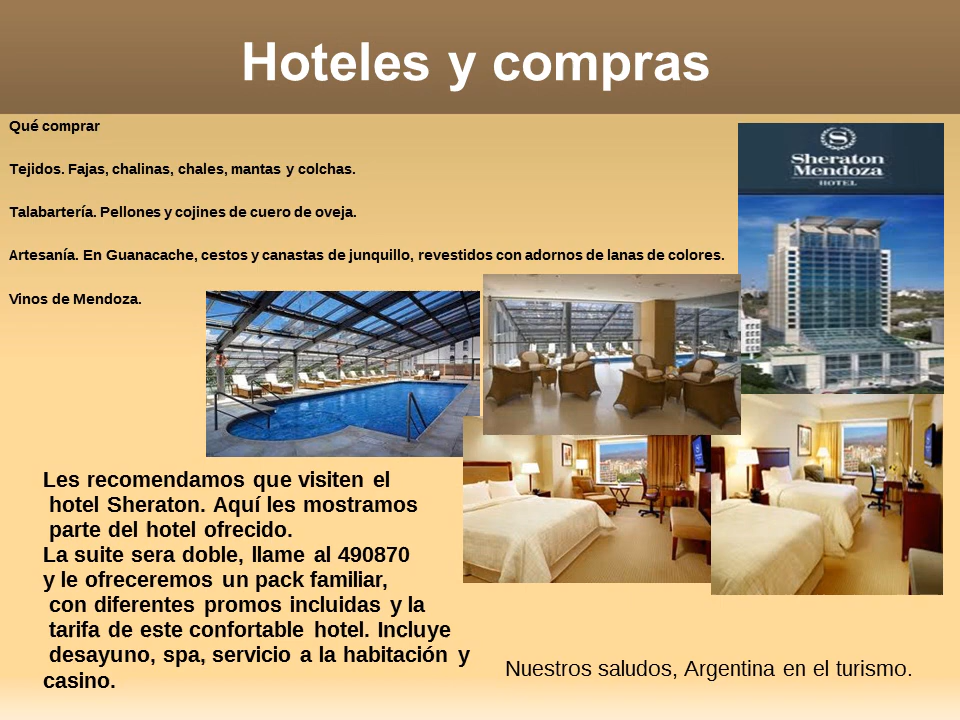 Hoteles y compras
Qué comprar
Tejidos. Fajas, chalinas, chales, mantas y colchas.
Talabartería. Pellones y cojines de cuero de oveja.
Artesanía. En Guanacache, cestos y canastas de junquillo, revestidos con adornos de lanas de colores.
Vinos de Mendoza.
S
Sheraton
Mendoza
HOTEL
Les recomendamos que visiten el
hotel Sheraton. Aquí les mostramos
parte del hotel ofrecido.
La suite sera doble, llame al 490870
y le ofreceremos un pack familiar,
con diferentes promos incluidas y la
tarifa de este confortable hotel. Incluye
desayuno, spa, servicio a la habitación y
casino.
Nuestros saludos, Argentina en el turismo.